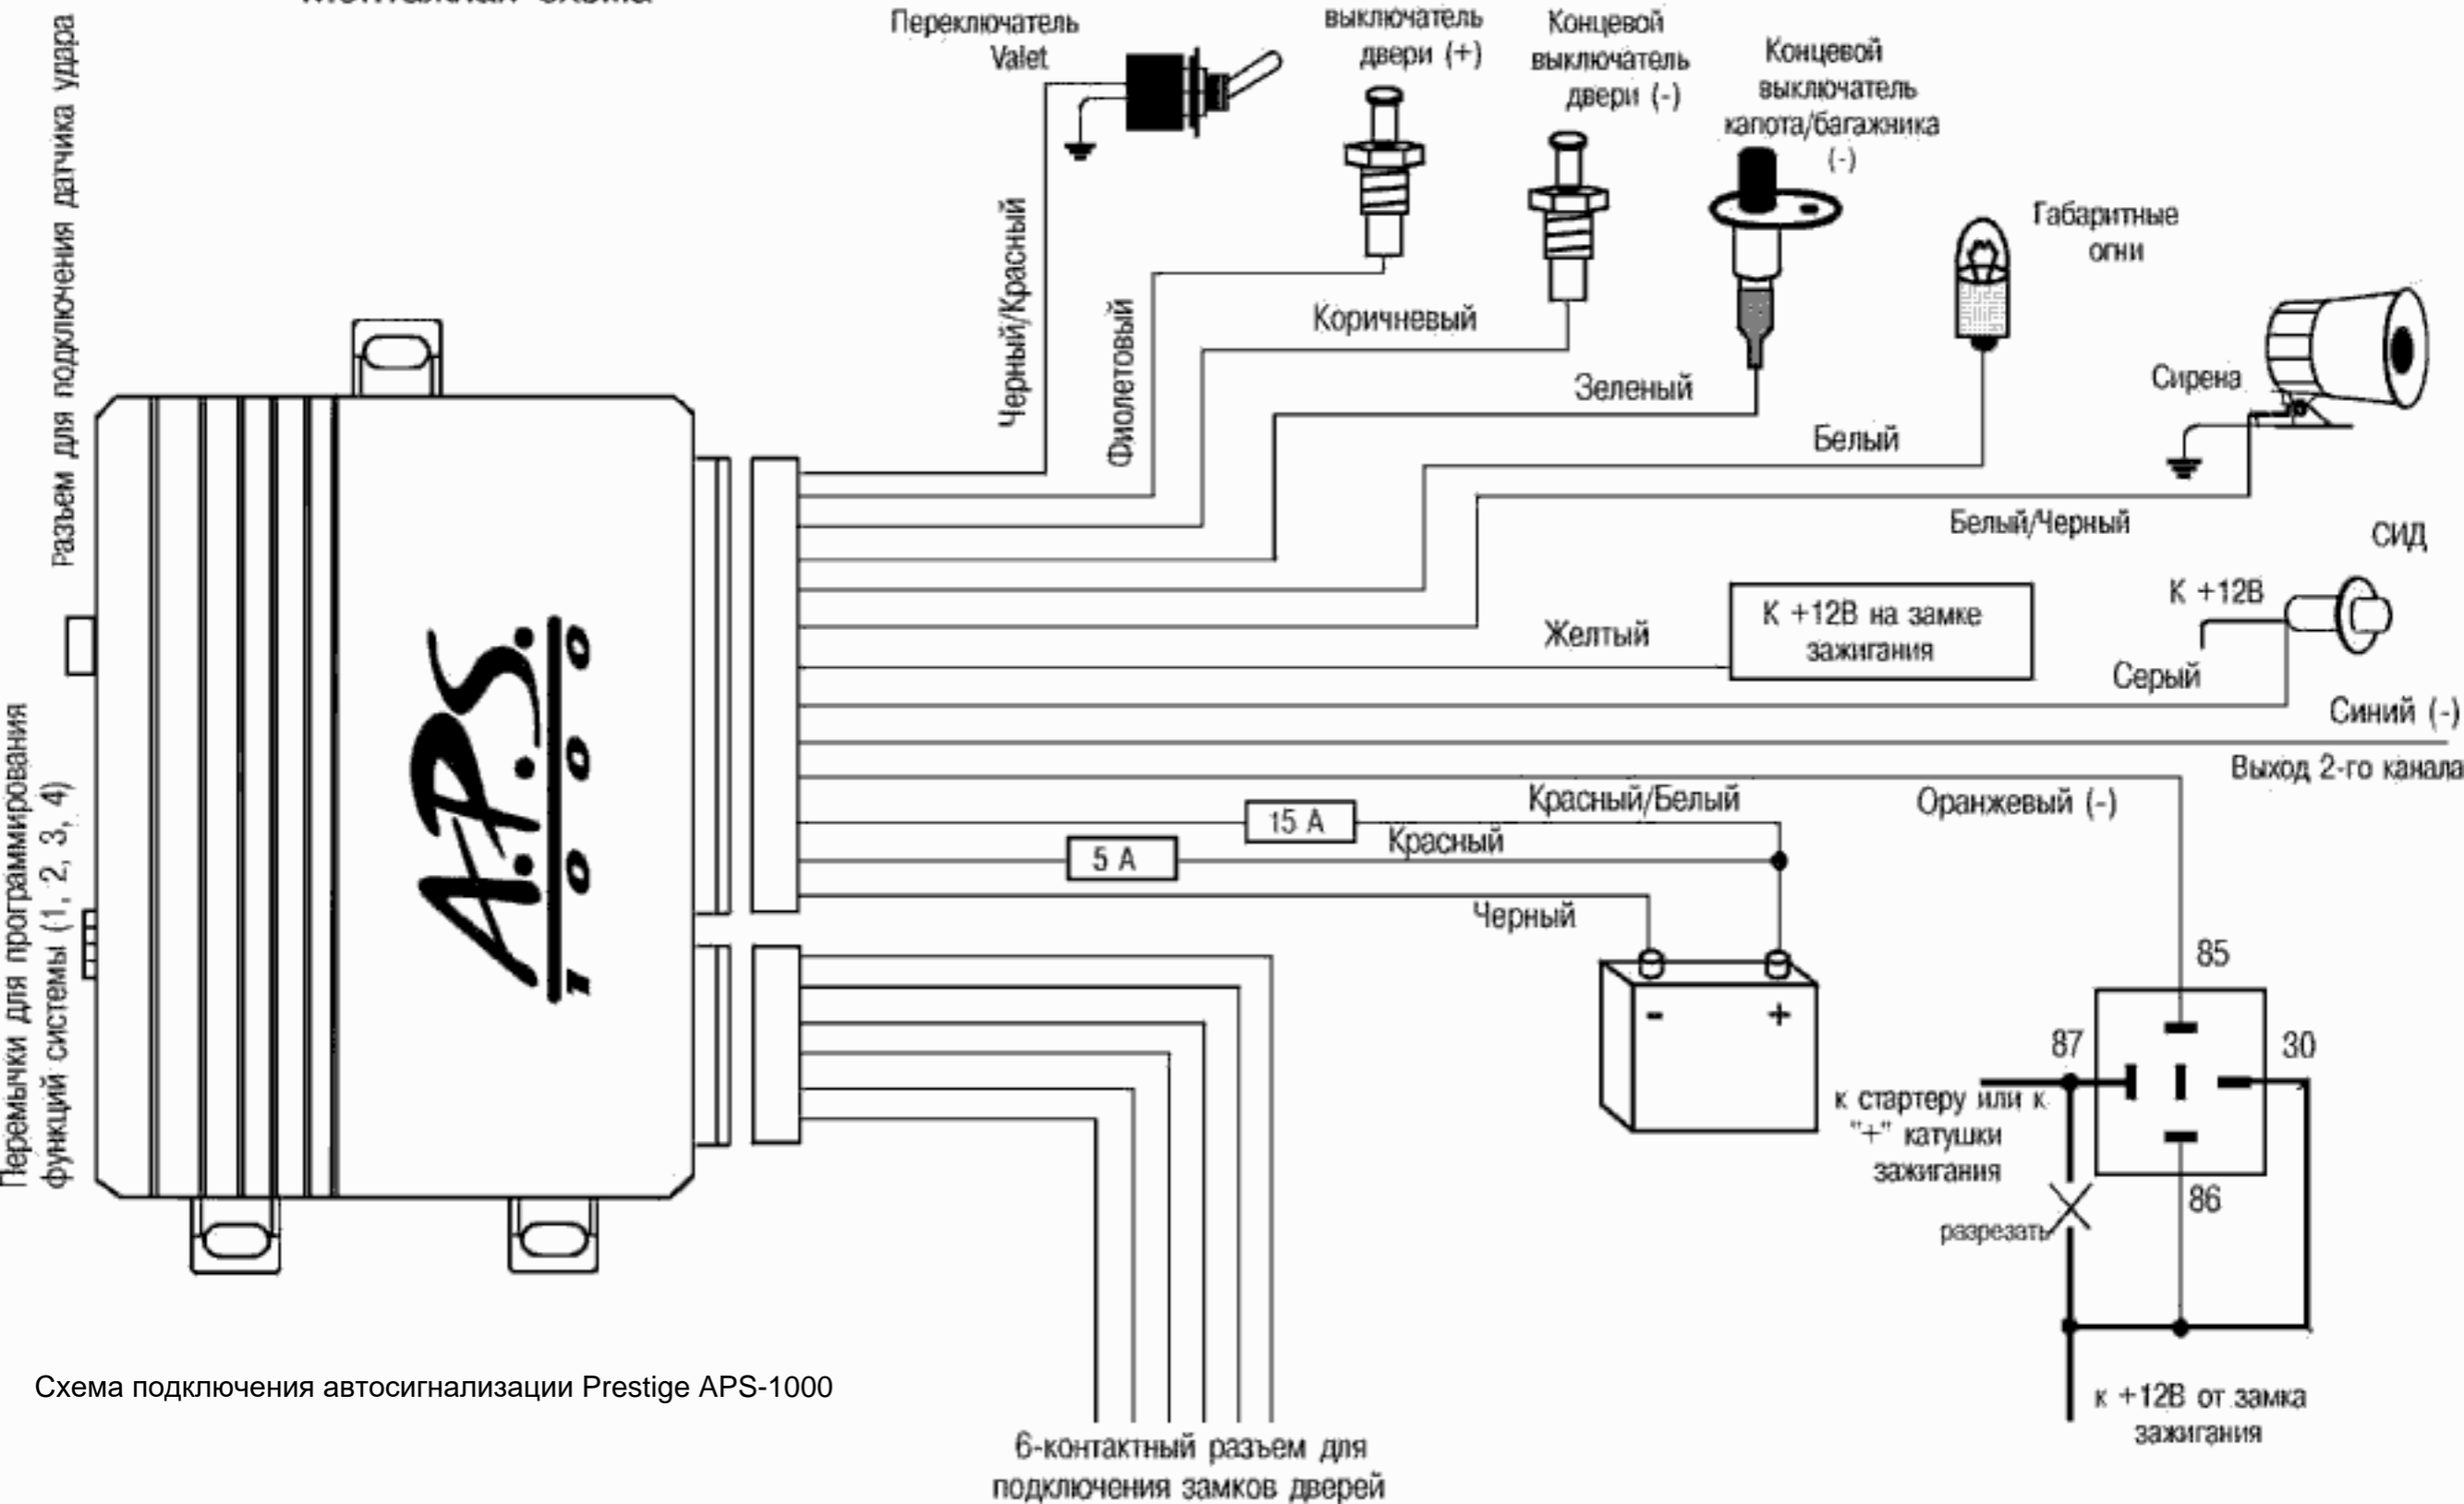 Монтажная схема
Переключатель
Valet
выключатель
двери (+)
Концевой
выключатель
двери (-)
Концевой
выключатель
капота/багажника
(-)
Габаритные
огни
Разъем для подключения датчика удара
Черный/Красный
Фиолетовый
Коричневый
Зеленый
Белый
Сирена
Белый/Черный
СИД
К +12В
Серый
Желтый
К +12В на замке
зажигания
Синий (-)
Выход 2-го канала
Оранжевый (-)
Красный/Белый
15 А
Красный
5 А
Черный
- +
A.P.S.
1000
Перемычки для программирования
функций системы (1, 2, 3, 4)
85
87
30
86
к стартеру или к
"+" катушки
зажигания
разрезать
к +12В от замка
зажигания
Схема подключения автосигнализации Prestige APS-1000
6-контактный разъем для
подключения замков дверей